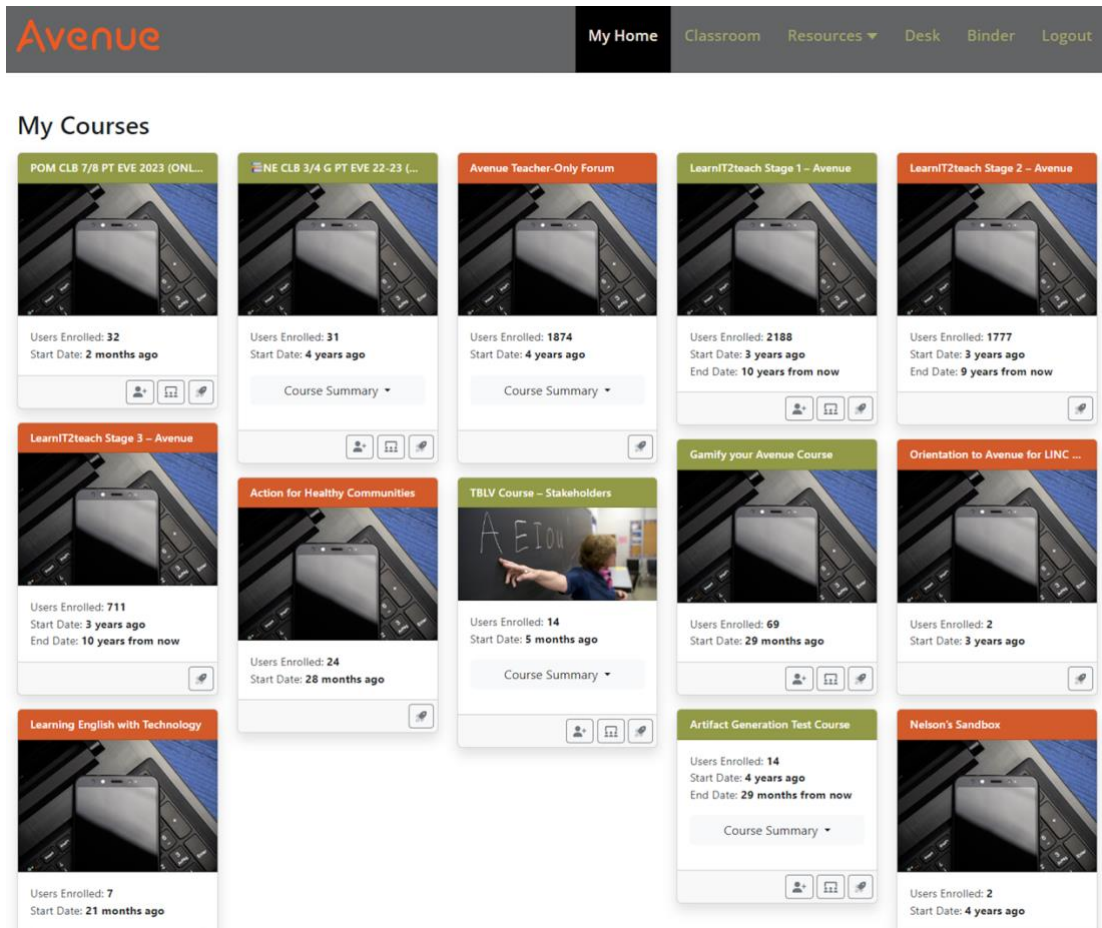 Avenue
My Home
Classroom
Resources
Desk
Binder
Logout
My Courses
POM CLB 7/8 PT EVE 2023 (ONL...
Users Enrolled: 32
Start Date: 2 months ago
NE CLB 3/4 G PT EVE 22-23 (...
Users Enrolled: 31
Start Date: 4 years ago
Course Summary
Avenue Teacher-Only Forum
Users Enrolled: 1874
Start Date: 4 years ago
Course Summary
LearnIT2teach Stage 1 – Avenue
Users Enrolled: 2188
Start Date: 3 years ago
End Date: 10 years from now
LearnIT2teach Stage 2 – Avenue
Users Enrolled: 1777
Start Date: 3 years ago
End Date: 9 years from now
LearnIT2teach Stage 3 – Avenue
Users Enrolled: 711
Start Date: 3 years ago
End Date: 10 years from now
Action for Healthy Communities
Users Enrolled: 24
Start Date: 28 months ago
TBLV Course – Stakeholders
A EIOU
Users Enrolled: 14
Start Date: 5 months ago
Course Summary
Gamify your Avenue Course
Users Enrolled: 69
Start Date: 29 months ago
Orientation to Avenue for LINC ...
Users Enrolled: 2
Start Date: 3 years ago
Learning English with Technology
Users Enrolled: 7
Start Date: 21 months ago
Artifact Generation Test Course
Users Enrolled: 14
Start Date: 4 years ago
End Date: 29 months from now
Course Summary
Nelson's Sandbox
Users Enrolled: 2
Start Date: 4 years ago